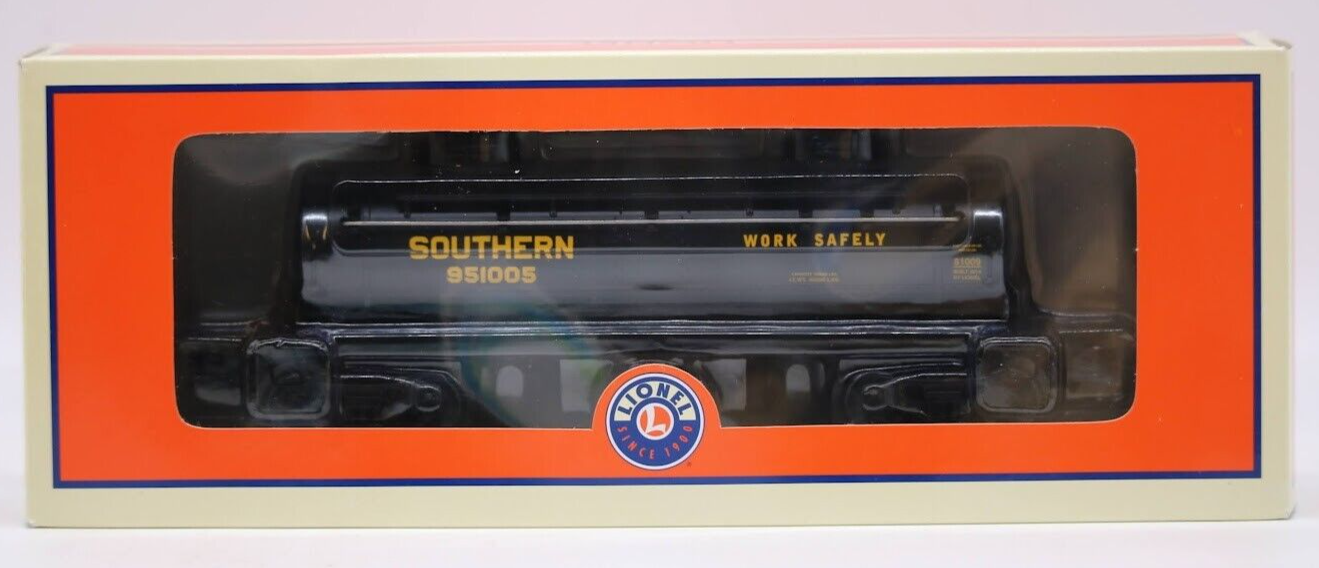 SOUTHERN
951005
WORK SAFELY
LIONEL
L
SINCE 1900